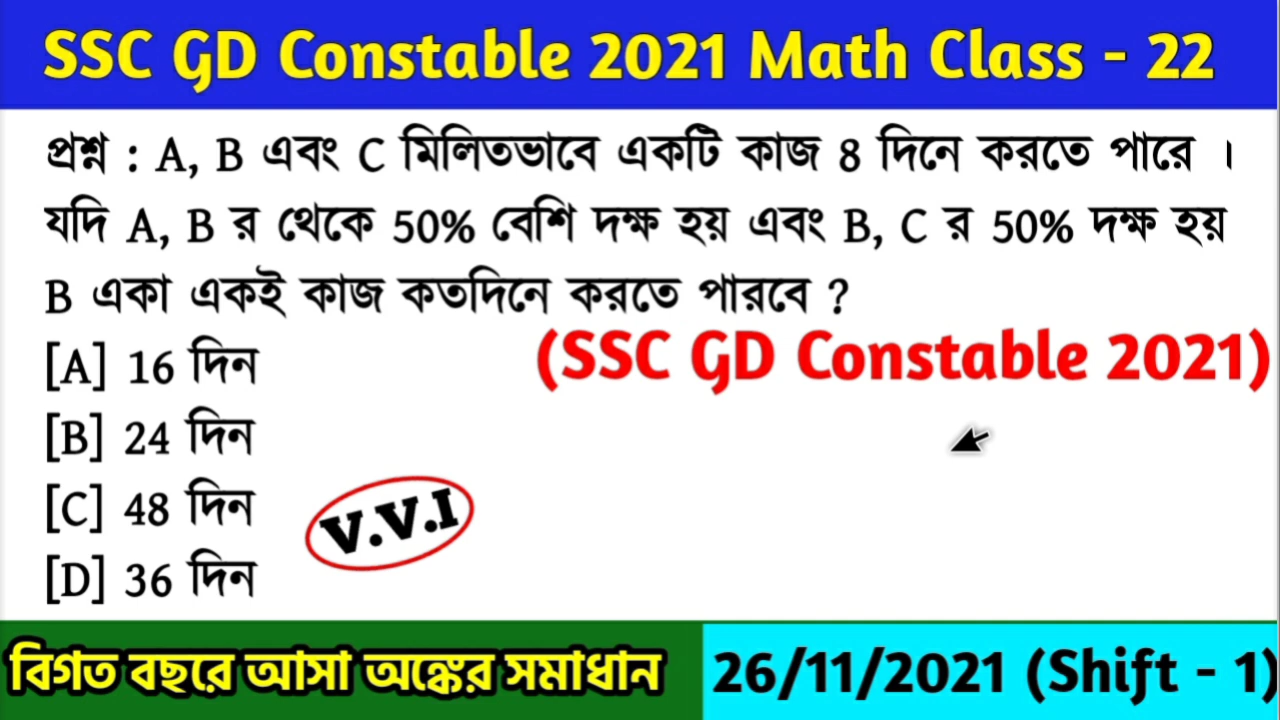 SSC GD Constable 2021 Math Class - 22
প্রশ্ন : A, B এবং C মিলিতভাবে একটি কাজ 8 দিনে করতে পারে ।
যদি A, B র থেকে 50% বেশি দক্ষ হয় এবং B, C র 50% দক্ষ হয়
B একা একই কাজ কতদিনে করতে পারবে ?
[A] 16 দিন
(SSC GD Constable 2021)
[B] 24 দিন
[C] 48 দিন
V.V.I
[D] 36 দিন
বিগত বছরে আসা অঙ্কের সমাধান
26/11/2021 (Shift - 1)